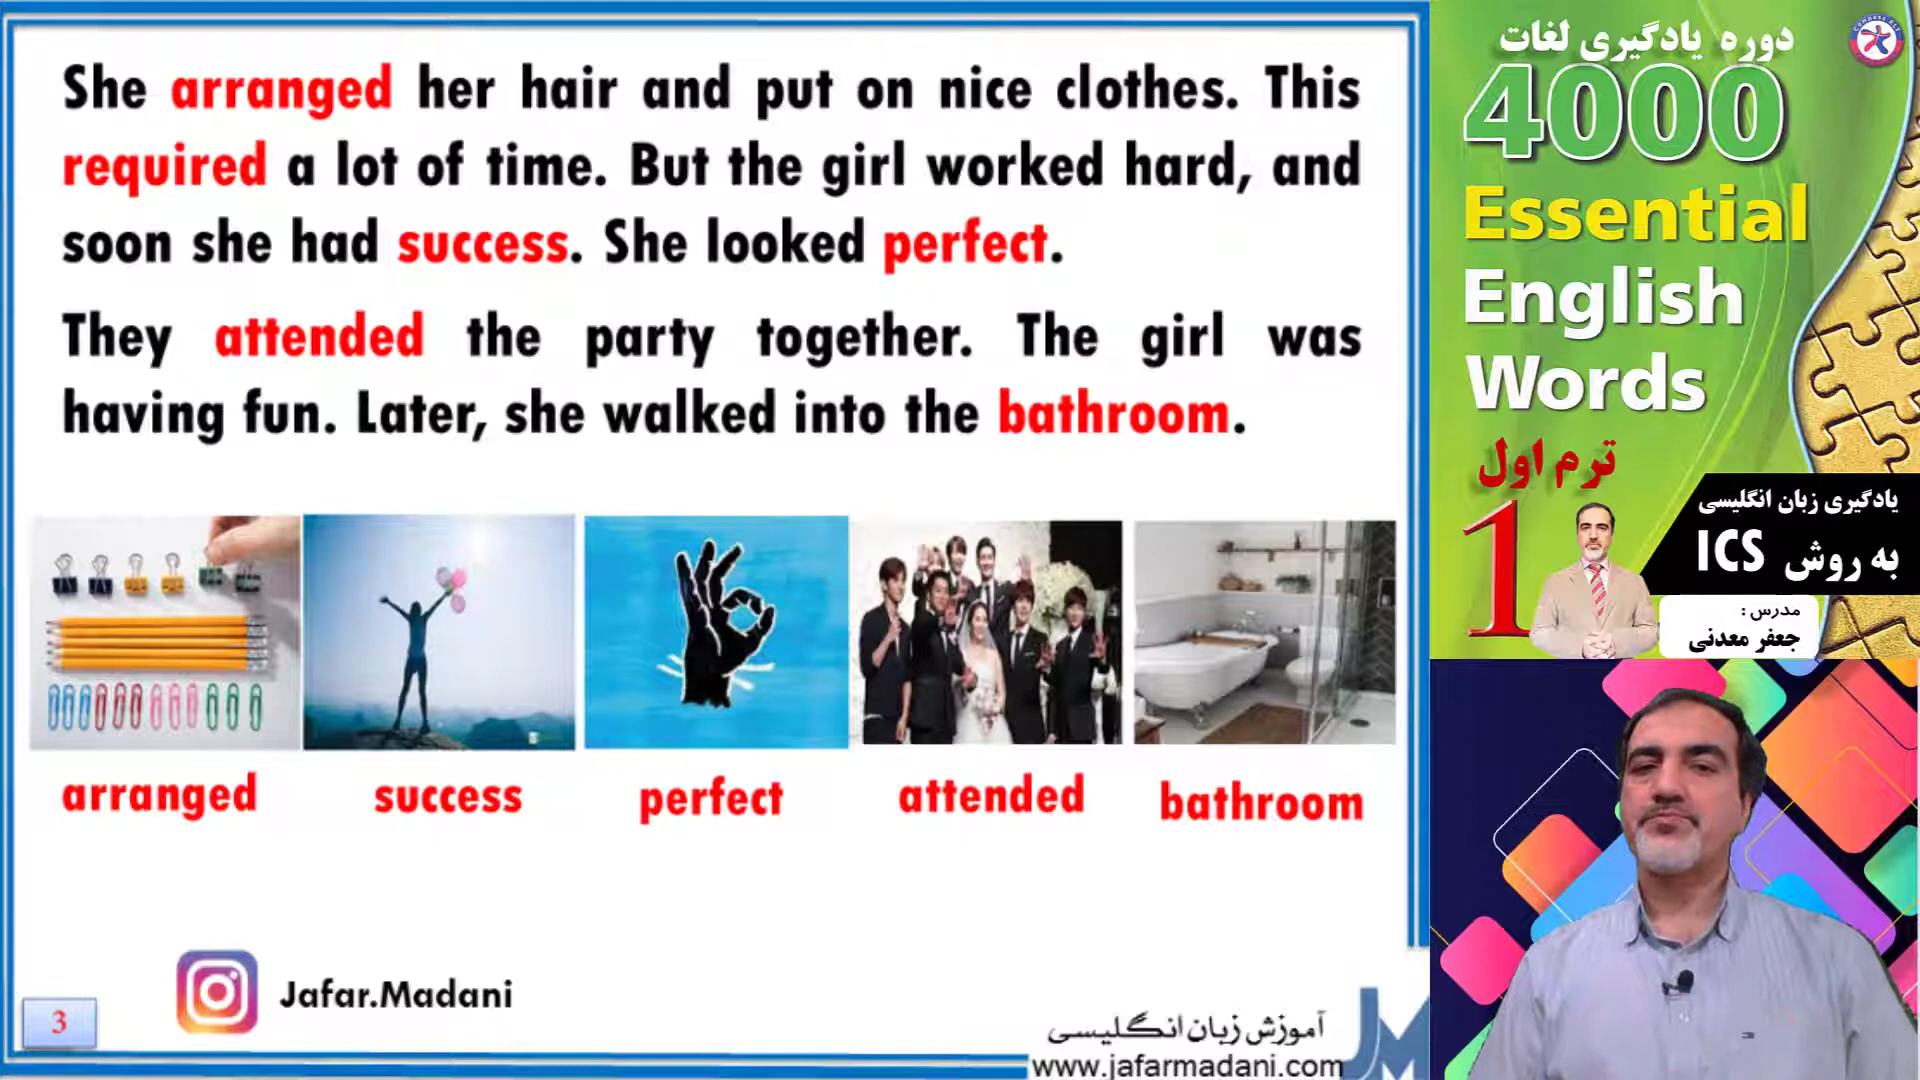 She arranged her hair and put on nice clothes. This
required a lot of time. But the girl worked hard, and
soon she had success. She looked perfect.
They attended the party together. The girl was
having fun. Later, she walked into the bathroom.
arranged
success
perfect
attended
bathroom
Jafar.Madani
3
آموزش زبان انگلیسی
www.jafarmadani.com
JM
دوره یادگیری لغات
4000
Essential
English
Words
ترم اول
1
یادگیری زبان انگلیسی
به روش ICS
مدرس :
جعفر معدنی